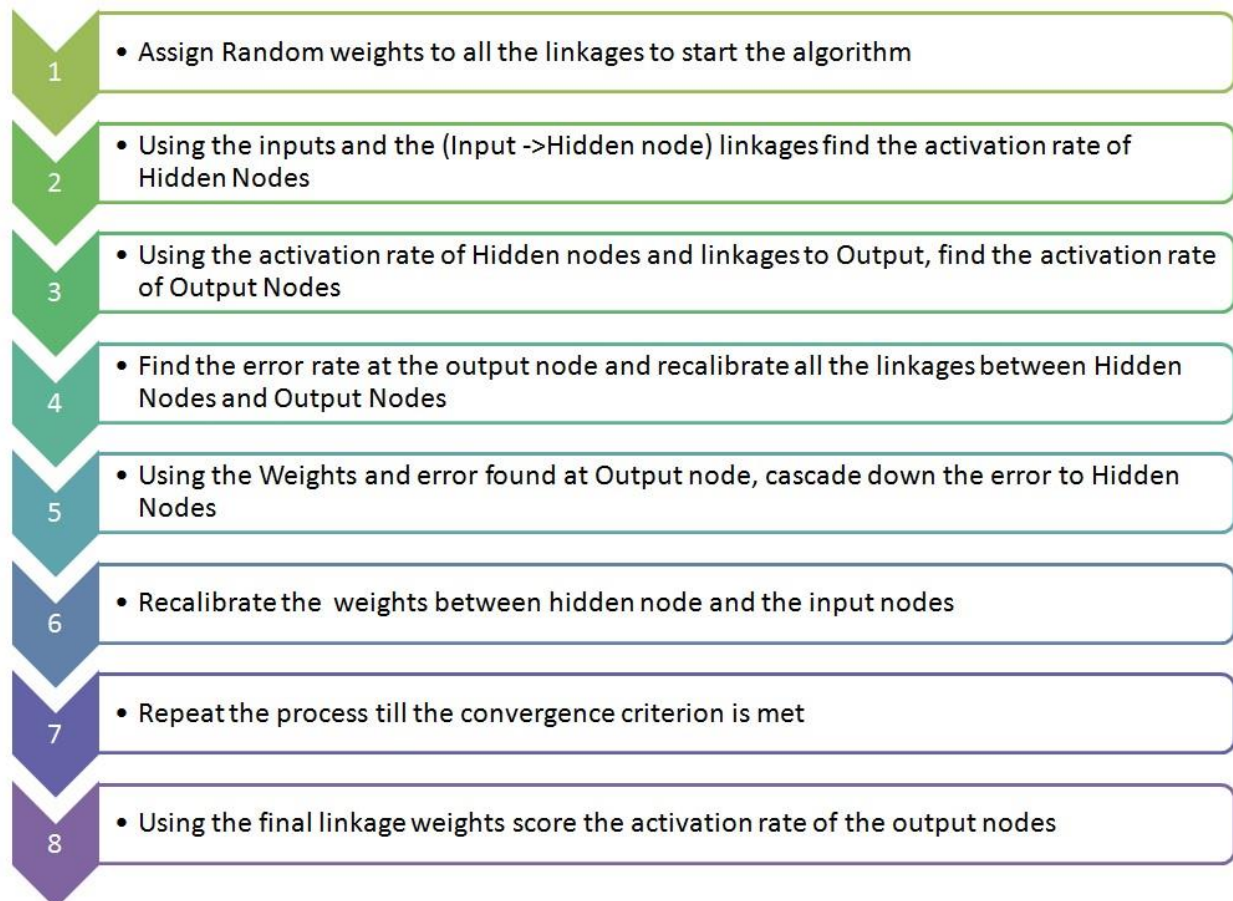 1
• Assign Random weights to all the linkages to start the algorithm
2
• Using the inputs and the (Input ->Hidden node) linkages find the activation rate of
Hidden Nodes
3
• Using the activation rate of Hidden nodes and linkages to Output, find the activation rate
of Output Nodes
4
• Find the error rate at the output node and recalibrate all the linkages between Hidden
Nodes and Output Nodes
5
• Using the Weights and error found at Output node, cascade down the error to Hidden
Nodes
6
• Recalibrate the weights between hidden node and the input nodes
7
• Repeat the process till the convergence criterion is met
8
• Using the final linkage weights score the activation rate of the output nodes